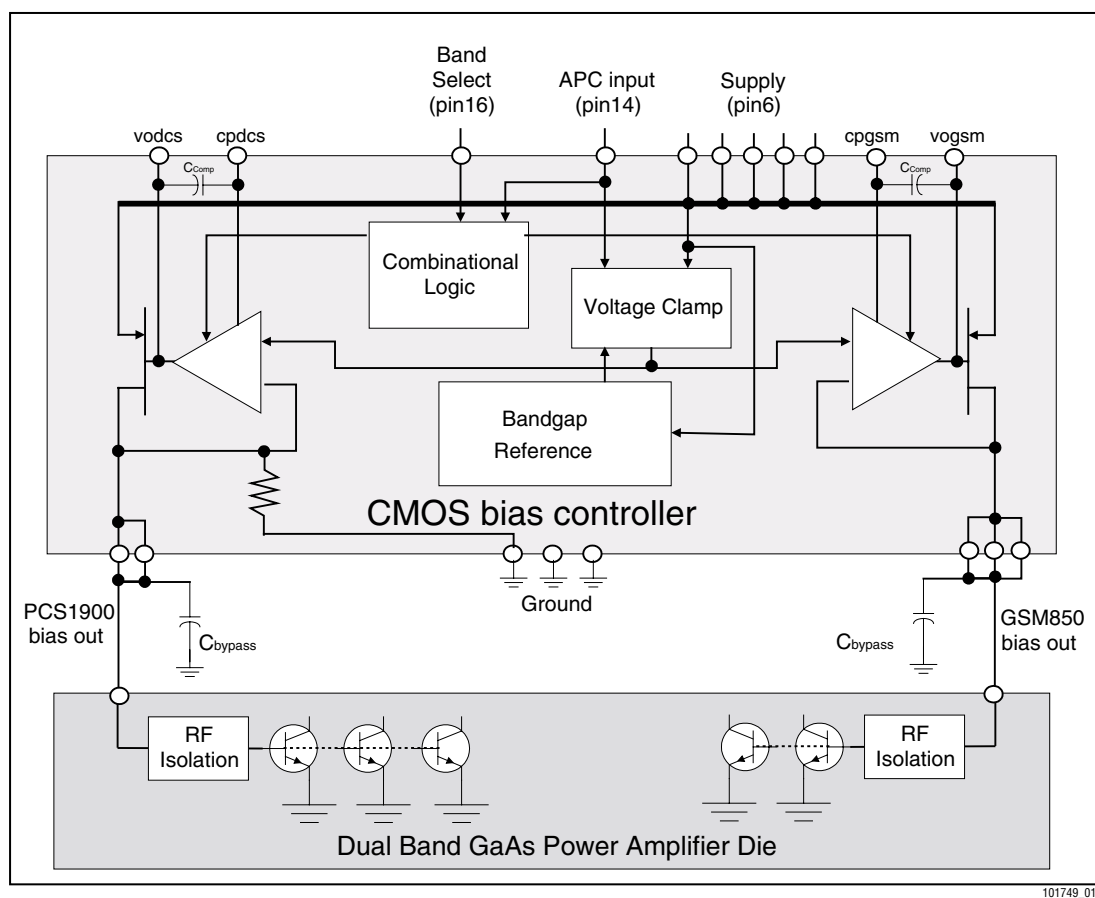 Band
Select
(pin16)
APC input
(pin14)
Supply
(pin6)
vodcs
cpdcs
cpgsm
vogsm
CComp
CComp
Combinational
Logic
Voltage Clamp
Bandgap
Reference
CMOS bias controller
Ground
PCS1900
bias out
Cbypass
Cbypass
GSM850
bias out
RF
Isolation
RF
Isolation
Dual Band GaAs Power Amplifier Die
101749_01